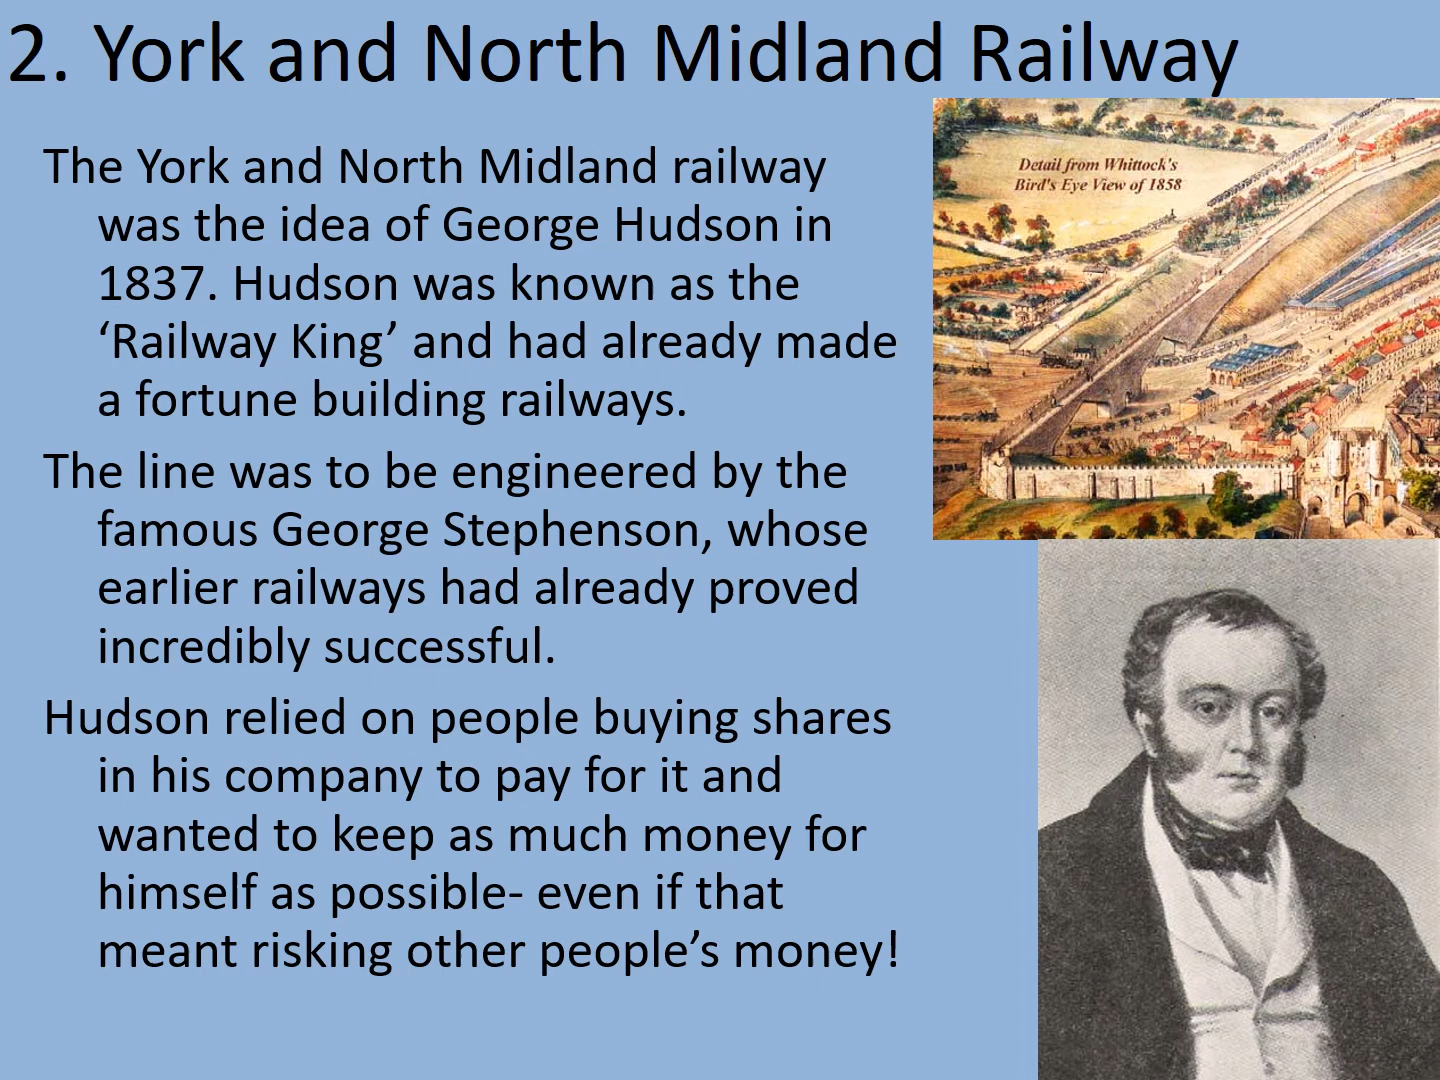 2. York and North Midland Railway
Detail from Whittock's
Bird's Eye View of 1858
The York and North Midland railway
was the idea of George Hudson in
1837. Hudson was known as the
‘Railway King’ and had already made
a fortune building railways.
The line was to be engineered by the
famous George Stephenson, whose
earlier railways had already proved
incredibly successful.
Hudson relied on people buying shares
in his company to pay for it and
wanted to keep as much money for
himself as possible- even if that
meant risking other people’s money!